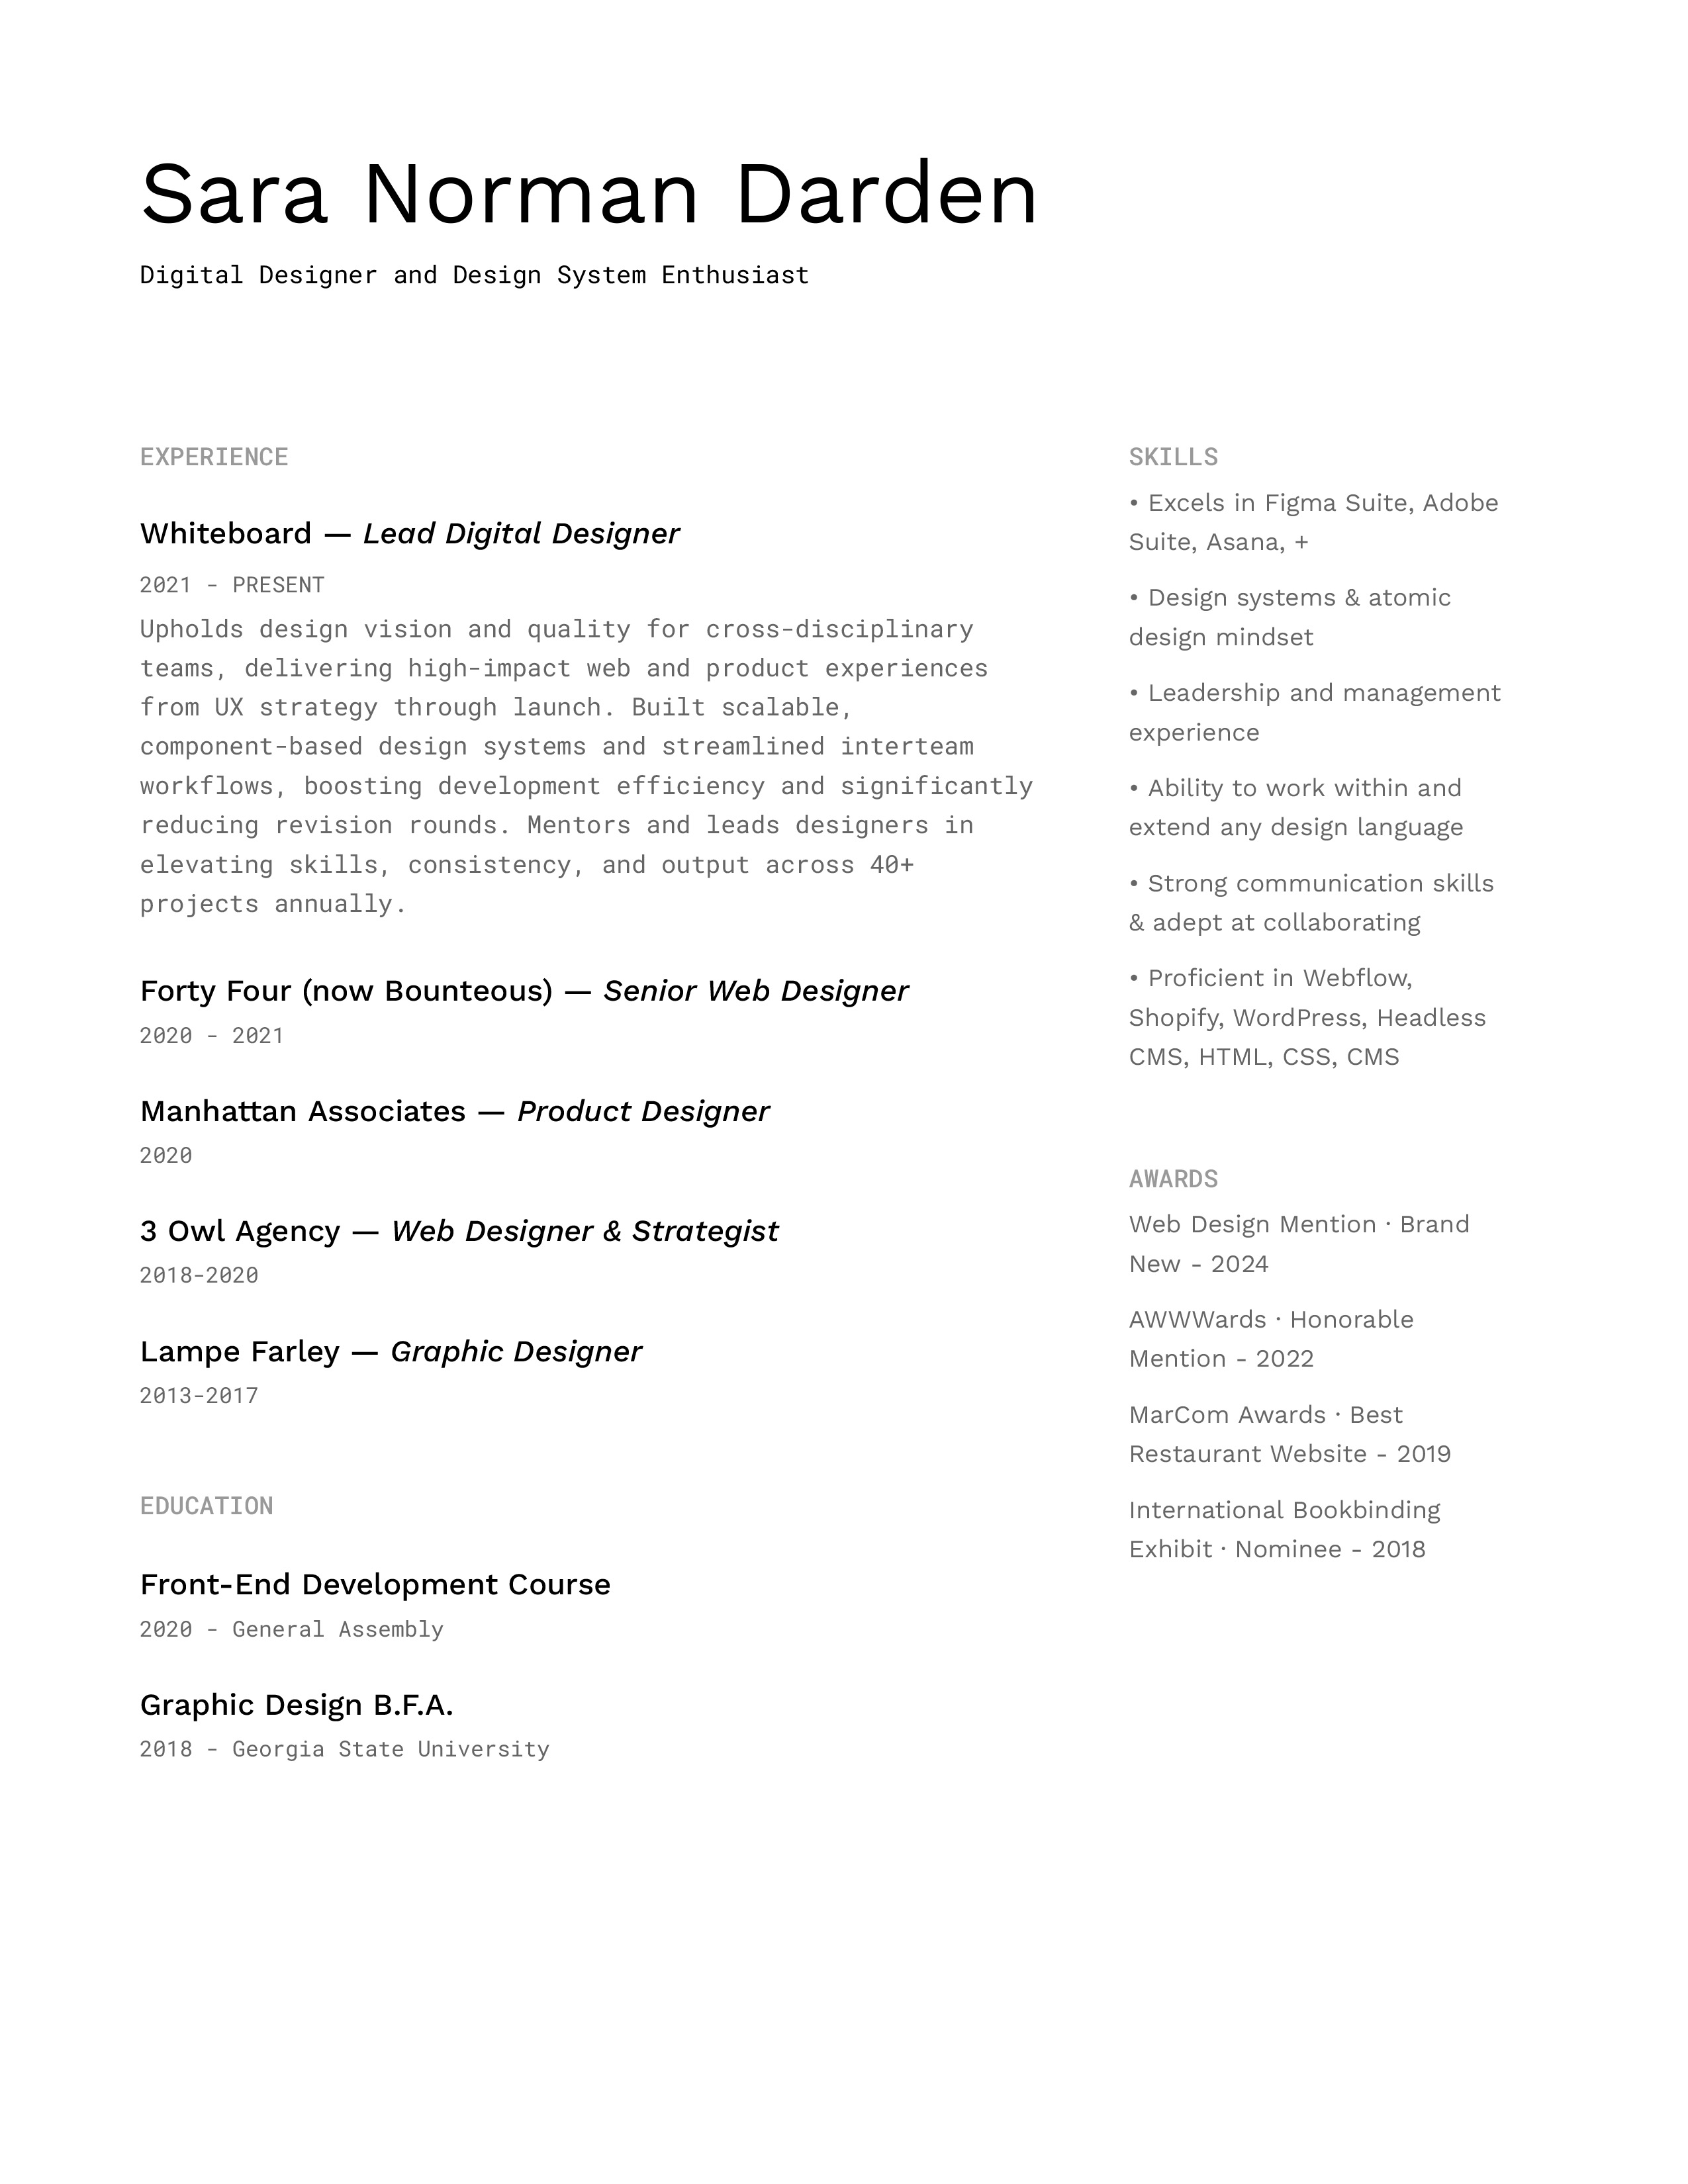 Sara Norman Darden
Digital Designer and Design System Enthusiast
EXPERIENCE
Whiteboard — Lead Digital Designer
2021 - PRESENT
Upholds design vision and quality for cross-disciplinary
teams, delivering high-impact web and product experiences
from UX strategy through launch. Built scalable,
component-based design systems and streamlined interteam
workflows, boosting development efficiency and significantly
reducing revision rounds. Mentors and leads designers in
elevating skills, consistency, and output across 40+
projects annually.
Forty Four (now Bounteous) — Senior Web Designer
2020 - 2021
Manhattan Associates — Product Designer
2020
3 Owl Agency — Web Designer & Strategist
2018-2020
Lampe Farley — Graphic Designer
2013-2017
EDUCATION
Front-End Development Course
2020 - General Assembly
Graphic Design B.F.A.
2018 - Georgia State University
SKILLS
• Excels in Figma Suite, Adobe
Suite, Asana, +
• Design systems & atomic
design mindset
• Leadership and management
experience
• Ability to work within and
extend any design language
• Strong communication skills
& adept at collaborating
• Proficient in Webflow,
Shopify, WordPress, Headless
CMS, HTML, CSS, CMS
AWARDS
Web Design Mention · Brand
New - 2024
AWWWards · Honorable
Mention - 2022
MarCom Awards · Best
Restaurant Website - 2019
International Bookbinding
Exhibit · Nominee - 2018